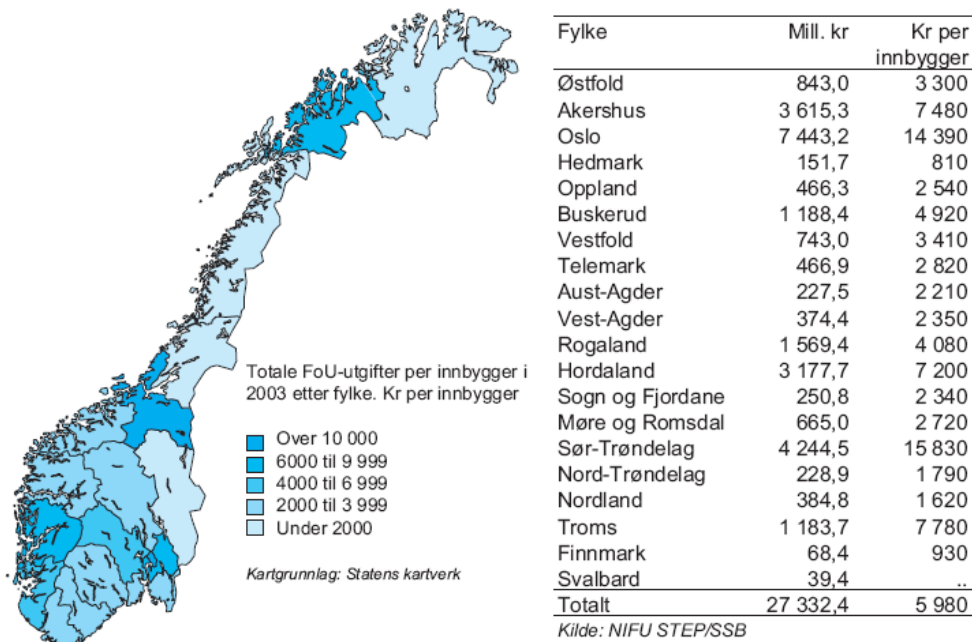 Totale FoU-utgifter per innbygger i
2003 etter fylke. Kr per innbygger
Over 10 000
6000 til 9 999
4000 til 6 999
2000 til 3 999
Under 2000
Kartgrunnlag: Statens kartverk
Fylke Mill. kr Kr per
innbygger
Østfold 843,0 3 300
Akershus 3 615,3 7 480
Oslo 7 443,2 14 390
Hedmark 151,7 810
Oppland 466,3 2 540
Buskerud 1 188,4 4 920
Vestfold 743,0 3 410
Telemark 466,9 2 820
Aust-Agder 227,5 2 210
Vest-Agder 374,4 2 350
Rogaland 1 569,4 4 080
Hordaland 3 177,7 7 200
Sogn og Fjordane 250,8 2 340
Møre og Romsdal 665,0 2 720
Sør-Trøndelag 4 244,5 15 830
Nord-Trøndelag 228,9 1 790
Nordland 384,8 1 620
Troms 1 183,7 7 780
Finnmark 68,4 930
Svalbard 39,4 ..
Totalt 27 332,4 5 980
Kilde: NIFU STEP/SSB